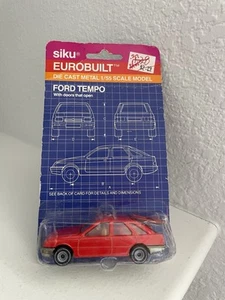 siku®
EUROBUILT™
DIE CAST METAL 1/55 SCALE MODEL
FORD TEMPO
With doors that open
SEE BACK OF CARD FOR DETAILS AND DIMENSIONS